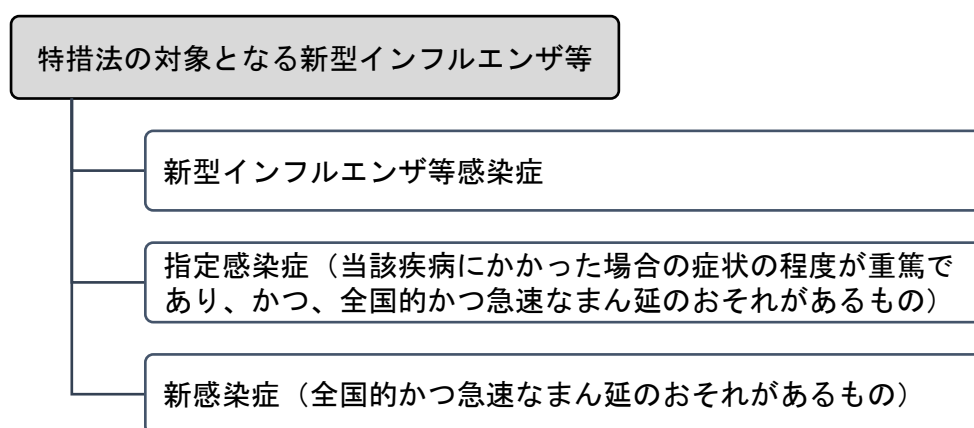 特措法の対象となる新型インフルエンザ等
新型インフルエンザ等感染症
指定感染症（当該疾病にかかった場合の症状の程度が重篤で
あり、かつ、全国的かつ急速なまん延のおそれがあるもの）
新感染症（全国的かつ急速なまん延のおそれがあるもの）